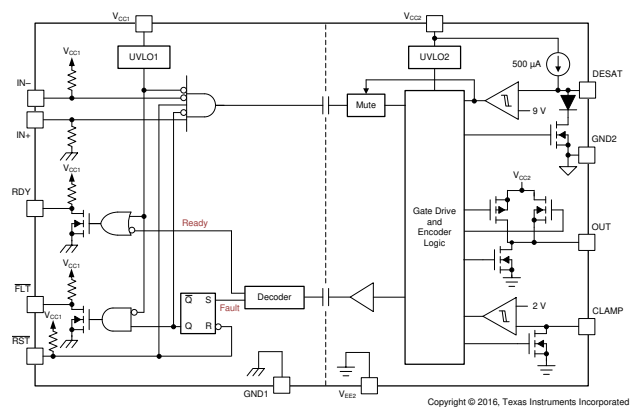 VCC1
VCC2
VCC1
UVLO1
UVLO2
500 µA
DESAT
IN–
Mute
9 V
IN+
GND2
VCC1
RDY
Ready
VCC2
Gate Drive and Encoder Logic
OUT
VCC1
FLT
Q S
Decoder
Fault
2 V
CLAMP
VCC1
Q R
RST
GND1
VEE2
Copyright © 2016, Texas Instruments Incorporated